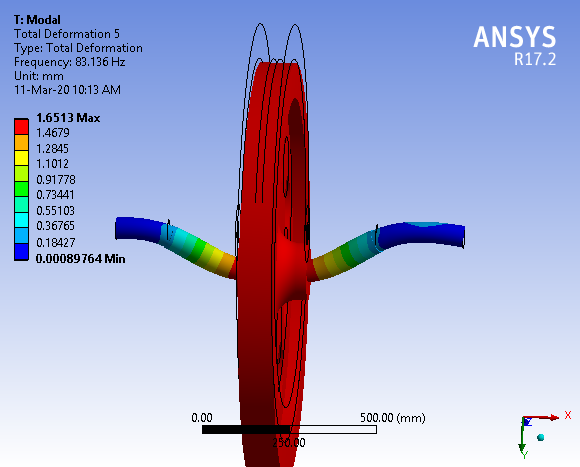 T: Modal
Total Deformation 5
Type: Total Deformation
Frequency: 83.136 Hz
Unit: mm
11-Mar-20 10:13 AM
ANSYS
R17.2
1.6513 Max
1.4679
1.2845
1.1012
0.91778
0.73441
0.55103
0.36765
0.18427
0.00089764 Min
0.00
500.00 (mm)
250.00
X
Y